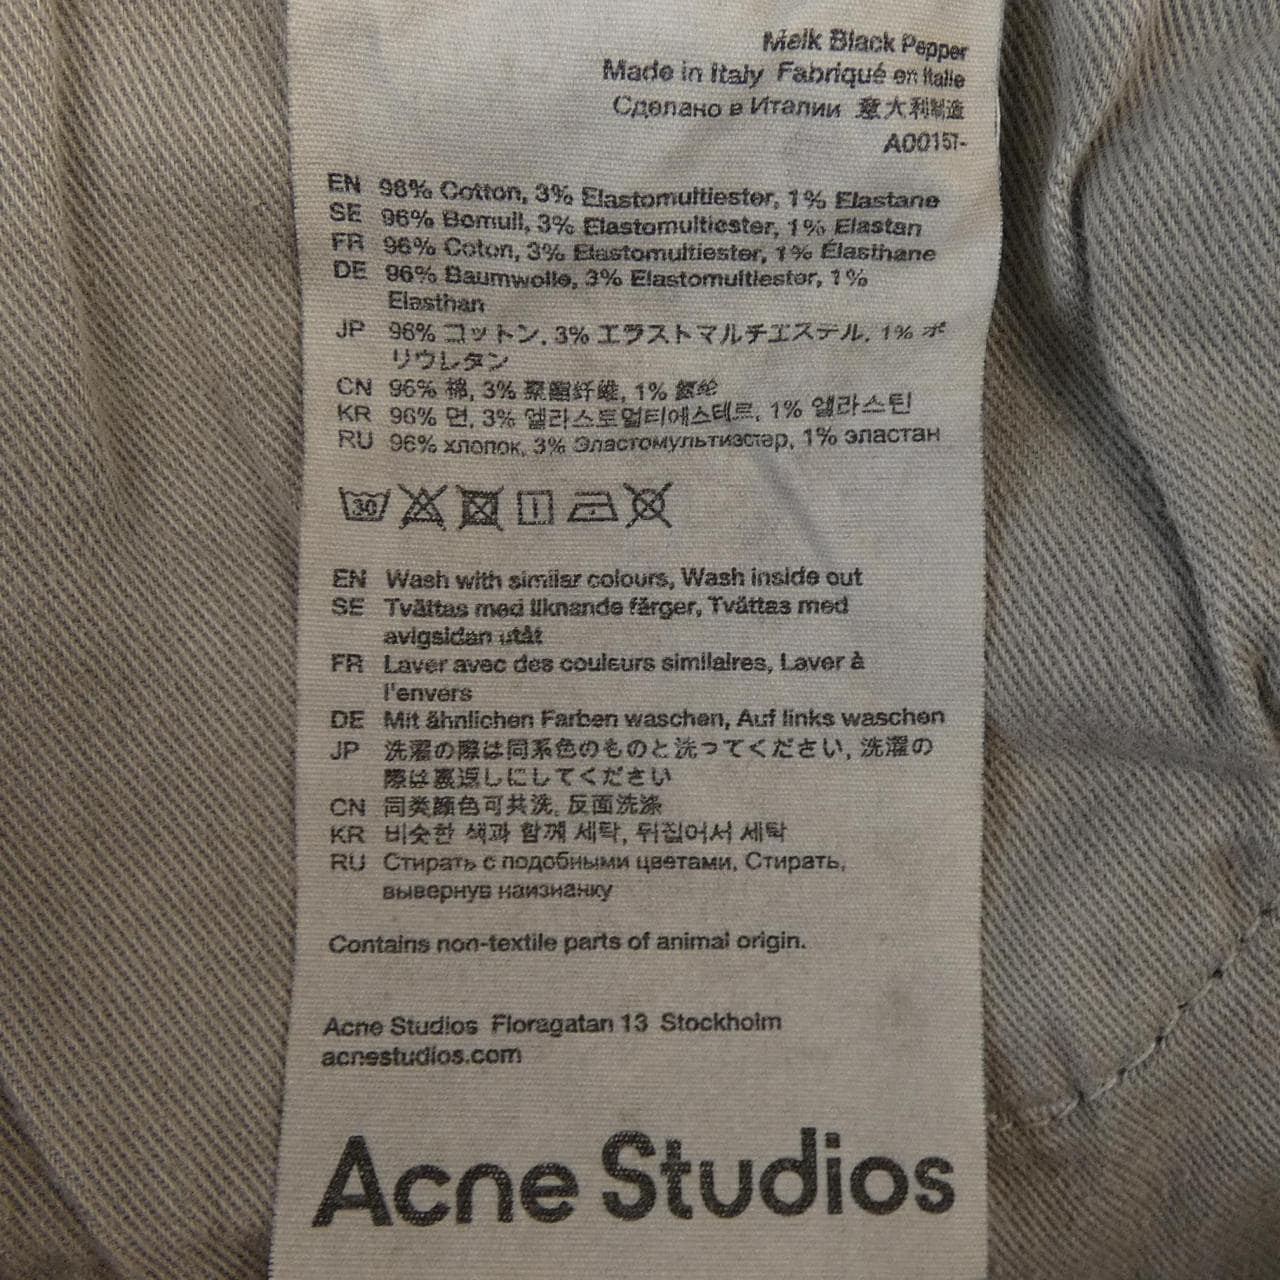 Melk Black Pepper
Made in Italy Fabriqué en Italie
Сделано в Италии 意大利制造
A00157-
EN 96% Cotton, 3% Elastomultiester, 1% Elastane
SE 96% Bomull, 3% Elastomultiester, 1% Elastan
FR 96% Coton, 3% Elastomultiester, 1% Élasthane
DE 96% Baumwolle, 3% Elastomultiester, 1%
Elasthan
JP 96% コットン, 3% エラストマルチエステル, 1% ポ
リウレタン
CN 96% 棉, 3% 聚酯纤维, 1% 氨纶
KR 96% 면, 3% 엘라스토멀티에스테르, 1% 엘라스틴
RU 96% хлопок, 3% Эластомультиэстер, 1% эластан
30
EN Wash with similar colours, Wash inside out
SE Tvättas med liknande färger, Tvättas med
avigsidan utåt
FR Laver avec des couleurs similaires, Laver à
l'envers
DE Mit ähnlichen Farben waschen, Auf links waschen
JP 洗濯の際は同系色のものと洗ってください, 洗濯の
際は裏返しにしてください
CN 同类颜色可共洗, 反面洗涤
KR 비슷한 색과 함께 세탁, 뒤집어서 세탁
RU Стирать с подобными цветами, Стирать,
вывернув наизнанку
Contains non-textile parts of animal origin.
Acne Studios Floragatan 13 Stockholm
acnestudios.com
Acne Studios